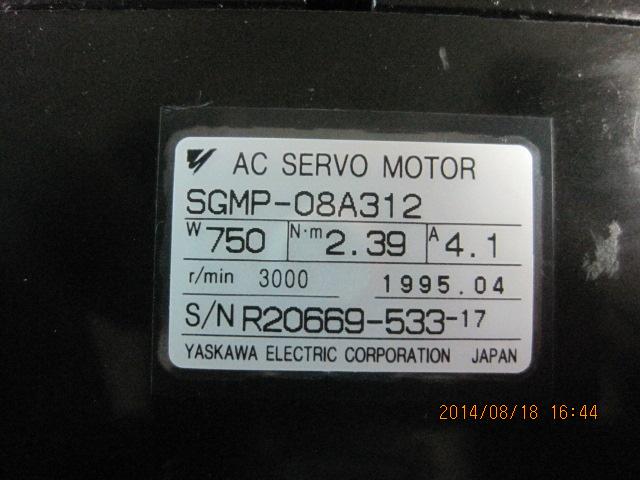 AC SERVO MOTOR
SGMP-08A312
W 750 N·m 2.39 A 4.1
r/min 3000 1995.04
S/N R20669-533-17
YASKAWA ELECTRIC CORPORATION JAPAN
2014/08/18 16:44